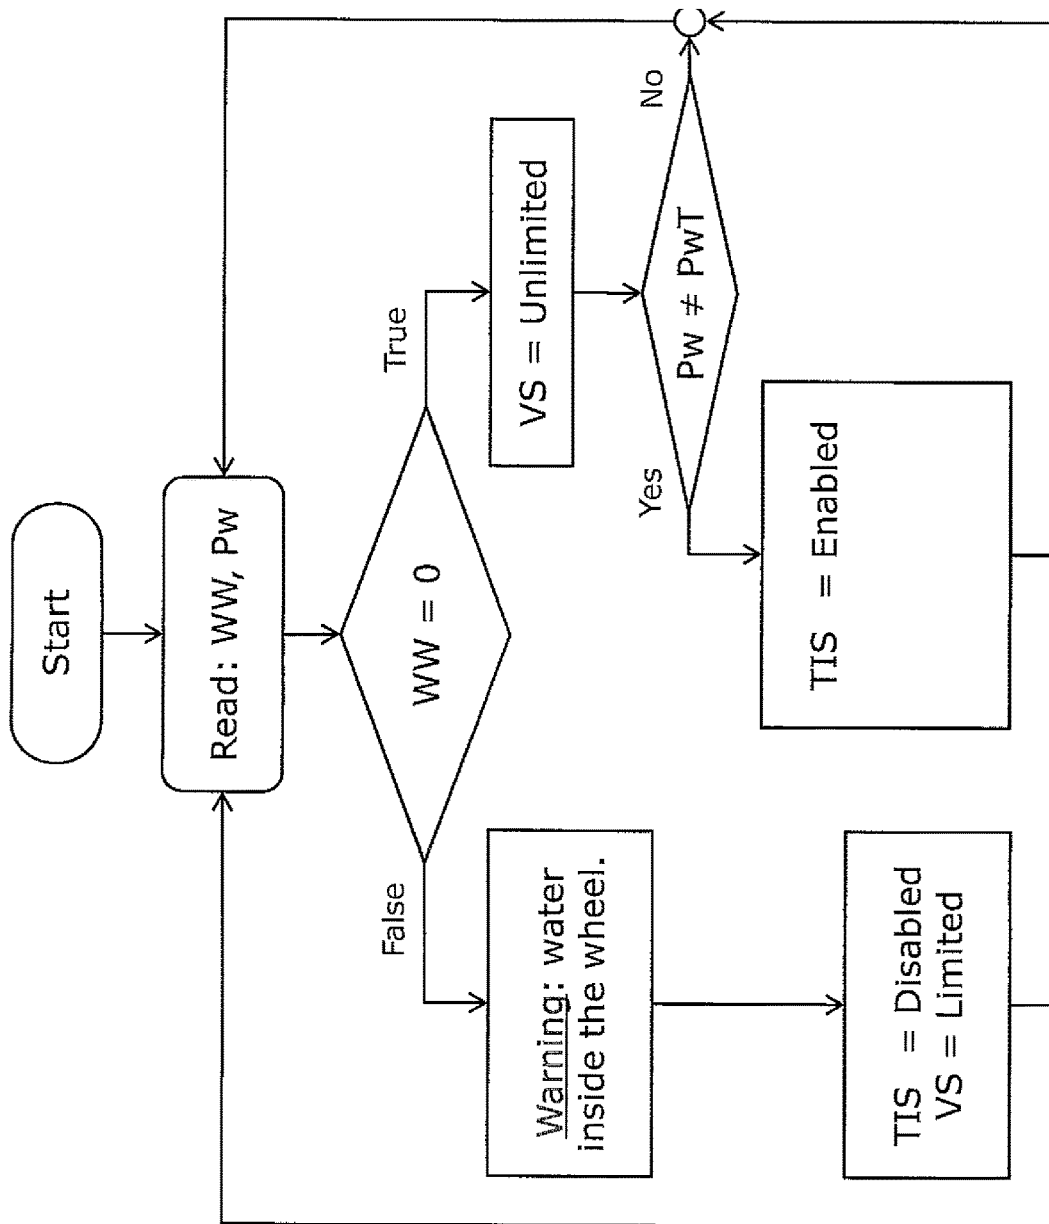 Start
Read: WW, Pw
WW = 0
False
True
Warning: water
inside the wheel.
VS = Unlimited
Pw ≠ PwT
Yes
No
TIS = Disabled
VS = Limited
TIS = Enabled